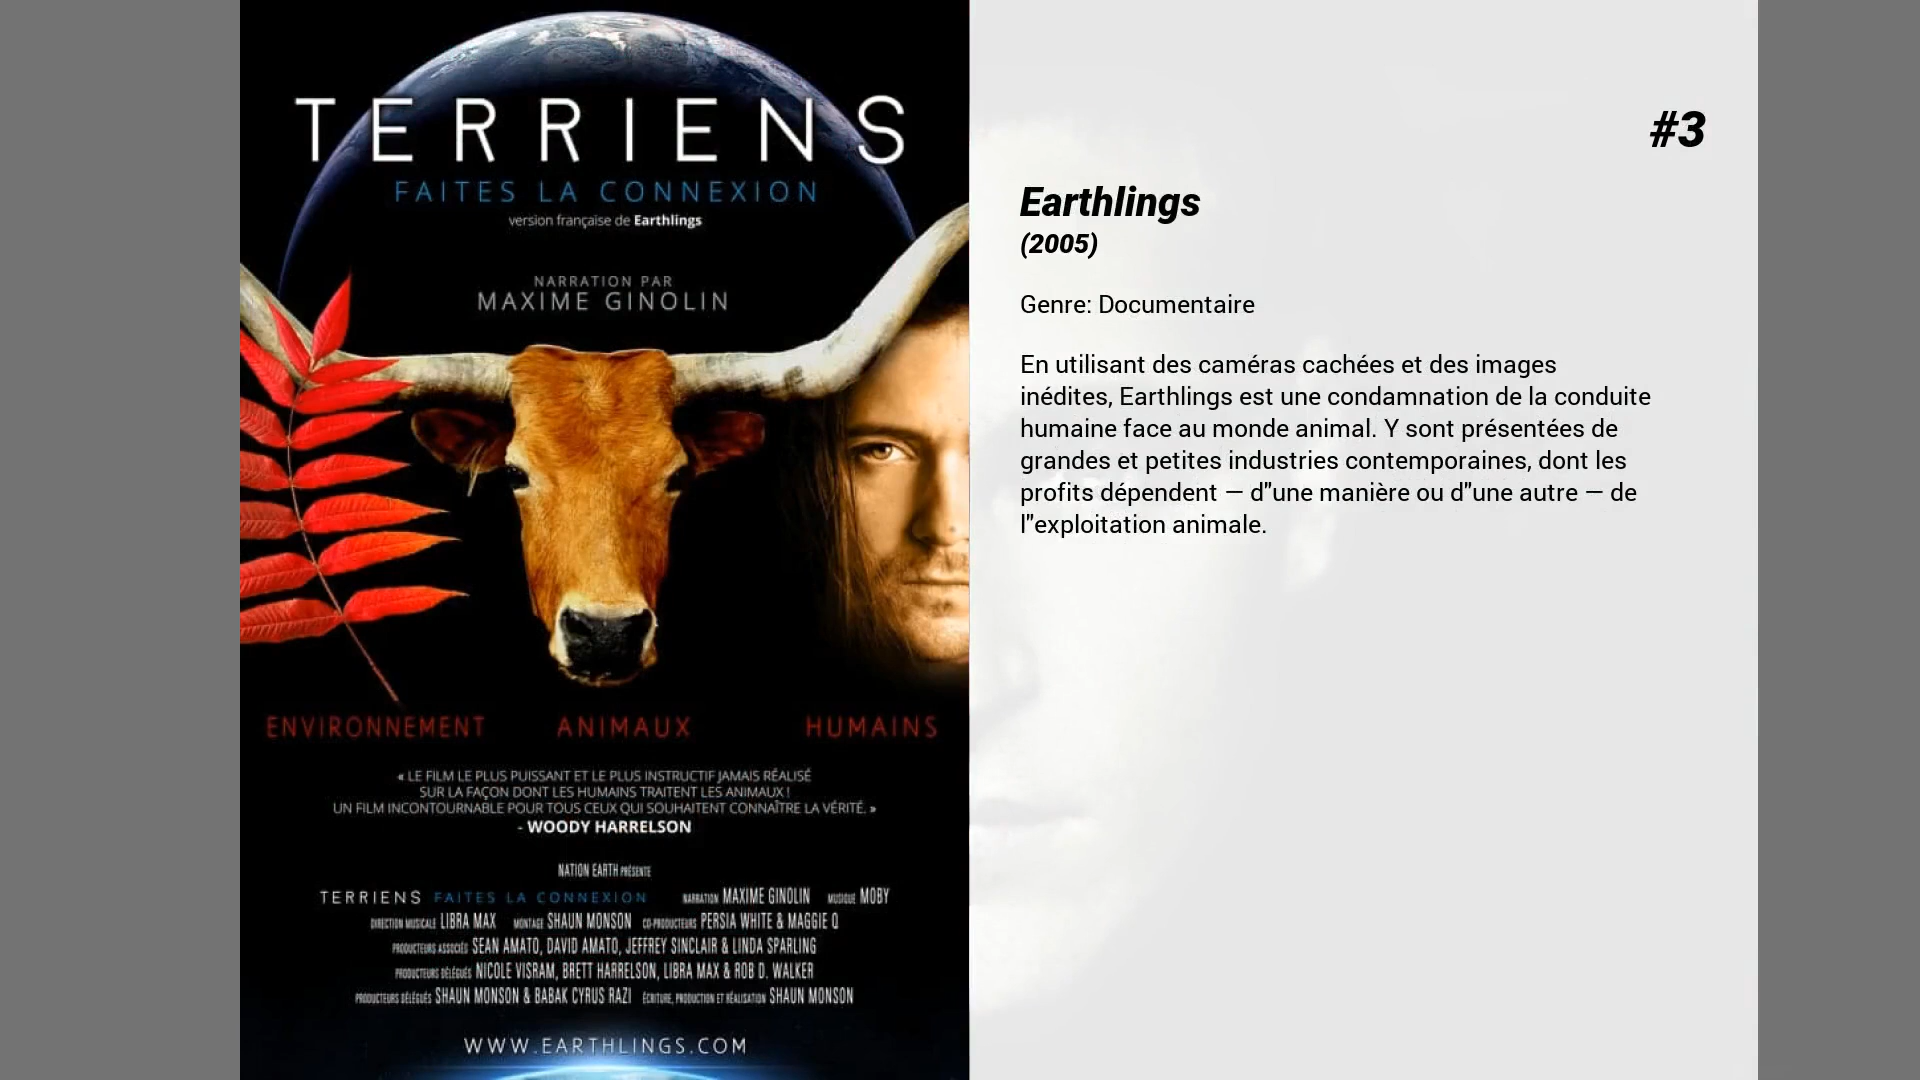 TERRIENS
FAITES LA CONNEXION
version française de Earthlings
NARRATION PAR
MAXIME GINOLIN
ENVIRONNEMENT ANIMAUX HUMAINS
« LE FILM LE PLUS PUISSANT ET LE PLUS INSTRUCTIF JAMAIS RÉALISÉ
SUR LA FAÇON DONT LES HUMAINS TRAITENT LES ANIMAUX !
UN FILM INCONTOURNABLE POUR TOUS CEUX QUI SOUHAITENT CONNAÎTRE LA VÉRITÉ. »
- WOODY HARRELSON
NATION EARTH PRÉSENTE
TERRIENS FAITES LA CONNEXION NARRATION MAXIME GINOLIN MUSIQUE MOBY
DIRECTION MUSICALE LIBRA MAX MONTAGE SHAUN MONSON CO-PRODUCTEURS PERSIA WHITE & MAGGIE Q
PRODUCTEURS ASSOCIÉS SEAN AMATO, DAVID AMATO, JEFFREY SINCLAIR & LINDA SPARLING
PRODUCTEURS DÉLÉGUÉS NICOLE VISRAM, BRETT HARRELSON, LIBRA MAX & ROB D. WALKER
PRODUCTEURS DÉLÉGUÉS SHAUN MONSON & BABAK CYRUS RAZI ÉCRITURE, PRODUCTION ET RÉALISATION SHAUN MONSON
WWW.EARTHLINGS.COM
#3
Earthlings
(2005)
Genre: Documentaire
En utilisant des caméras cachées et des images
inédites, Earthlings est une condamnation de la conduite
humaine face au monde animal. Y sont présentées de
grandes et petites industries contemporaines, dont les
profits dépendent — d"une manière ou d"une autre — de
l"exploitation animale.